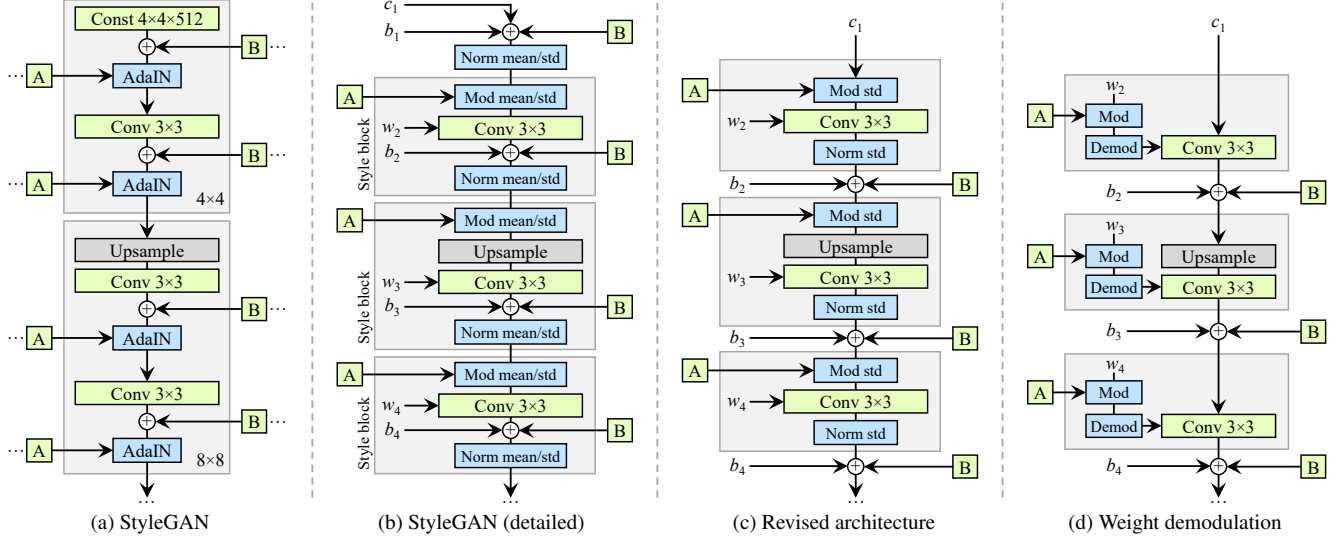 Const 4×4×512
B ...
... A
AdaIN
Conv 3×3
B ...
... A
AdaIN
4×4
Upsample
Conv 3×3
B ...
... A
AdaIN
Conv 3×3
B ...
... A
AdaIN
8×8
...
(a) StyleGAN
c1
b1
B
Norm mean/std
A
Mod mean/std
w2
Conv 3×3
b2
B
Norm mean/std
Style block
A
Mod mean/std
Upsample
w3
Conv 3×3
b3
B
Norm mean/std
Style block
A
Mod mean/std
w4
Conv 3×3
b4
B
Norm mean/std
Style block
...
(b) StyleGAN (detailed)
c1
A
Mod std
w2
Conv 3×3
Norm std
b2
B
A
Mod std
Upsample
w3
Conv 3×3
Norm std
b3
B
A
Mod std
w4
Conv 3×3
Norm std
b4
B
...
(c) Revised architecture
c1
w2
A
Mod
Demod
Conv 3×3
b2
B
w3
A
Mod
Upsample
Demod
Conv 3×3
b3
B
w4
A
Mod
Demod
Conv 3×3
b4
B
...
(d) Weight demodulation